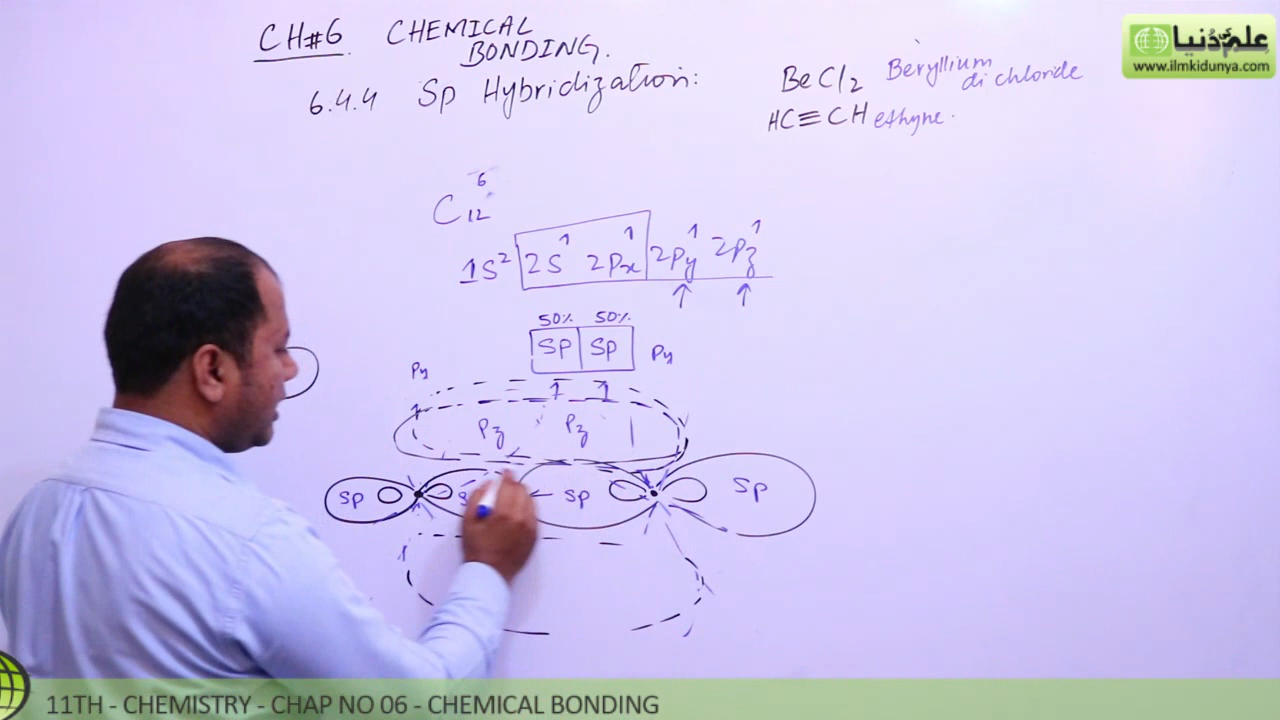 CH#6 CHEMICAL
BONDING.
6.4.4 Sp Hybridization:
BeCl2 Beryllium
di chloride
HC≡CH ethyne.
علم کی دُنیا
www.ilmkidunya.com
6
C
12
1S² 2S¹ 2Px¹ 2Py¹ 2Pz¹
↑ ↑
50% 50%
SP SP
Py Py
↑ ↑
Pz Pz
SP SP SP
11TH - CHEMISTRY - CHAP NO 06 - CHEMICAL BONDING